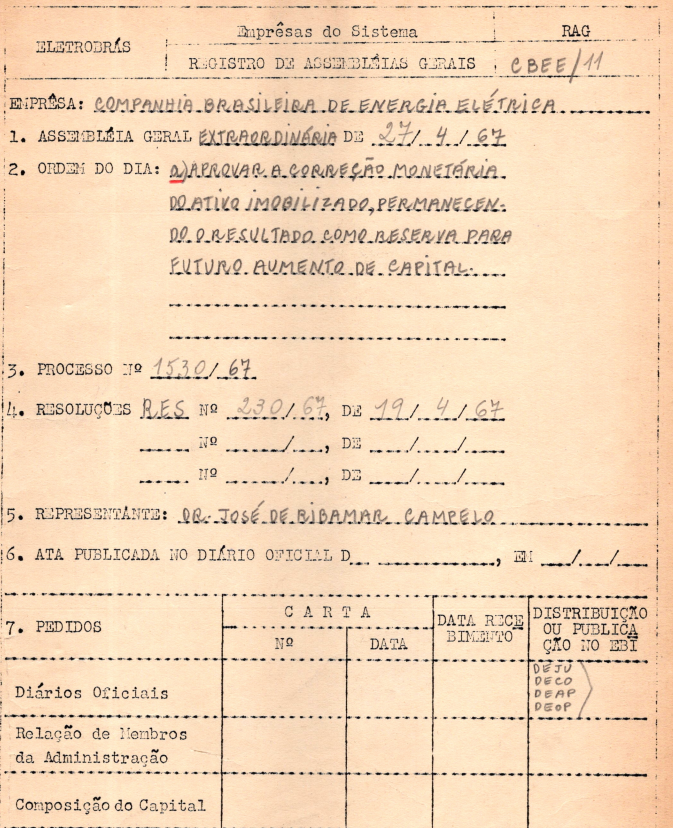 Emprêsas do Sistema
RAG
ELETROBRÁS
REGISTRO DE ASSEMBLÉIAS GERAIS
CBEE/11
EMPRÊSA: COMPANHIA BRASILEIRA DE ENERGIA ELÉTRICA
1. ASSEMBLÉIA GERAL EXTRAORDINÁRIA DE 27/ 4 / 67
2. ORDEM DO DIA: a) APROVAR A CORREÇÃO MONETÁRIA
DO ATIVO IMOBILIZADO, PERMANECEN-
DO O RESULTADO COMO RESERVA PARA
FUTURO AUMENTO DE CAPITAL.
3. PROCESSO Nº 1530/ 67
4. RESOLUÇÕES RES Nº 230/ 67, DE 19/ 4 / 67
Nº / , DE / /
Nº / , DE / /
5. REPRESENTANTE: DR. JOSÉ DE RIBAMAR CAMPELO
6. ATA PUBLICADA NO DIÁRIO OFICIAL D , EM / /
7. PEDIDOS
CARTA
Nº
DATA
DATA RECE
BIMENTO
DISTRIBUIÇÃO
OU PUBLICA
ÇÃO NO EBI
Diários Oficiais
DEJU
DECO
DEAP
DEOP
Relação de Membros
da Administração
Composição do Capital